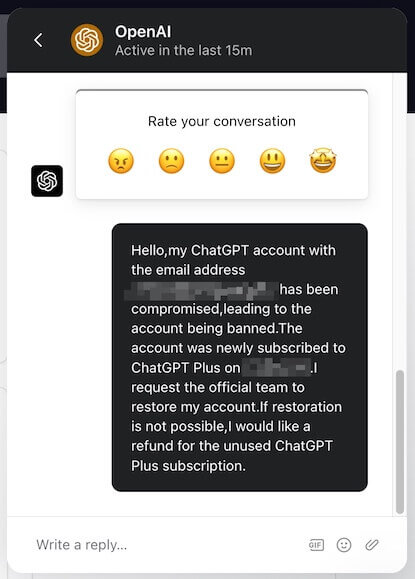 OpenAI
Active in the last 15m
Rate your conversation
Hello,my ChatGPT account with
the email address
has been
compromised,leading to the
account being banned.The
account was newly subscribed to
ChatGPT Plus on .I
request the official team to
restore my account.If restoration
is not possible,I would like a
refund for the unused ChatGPT
Plus subscription.
Write a reply...
GIF